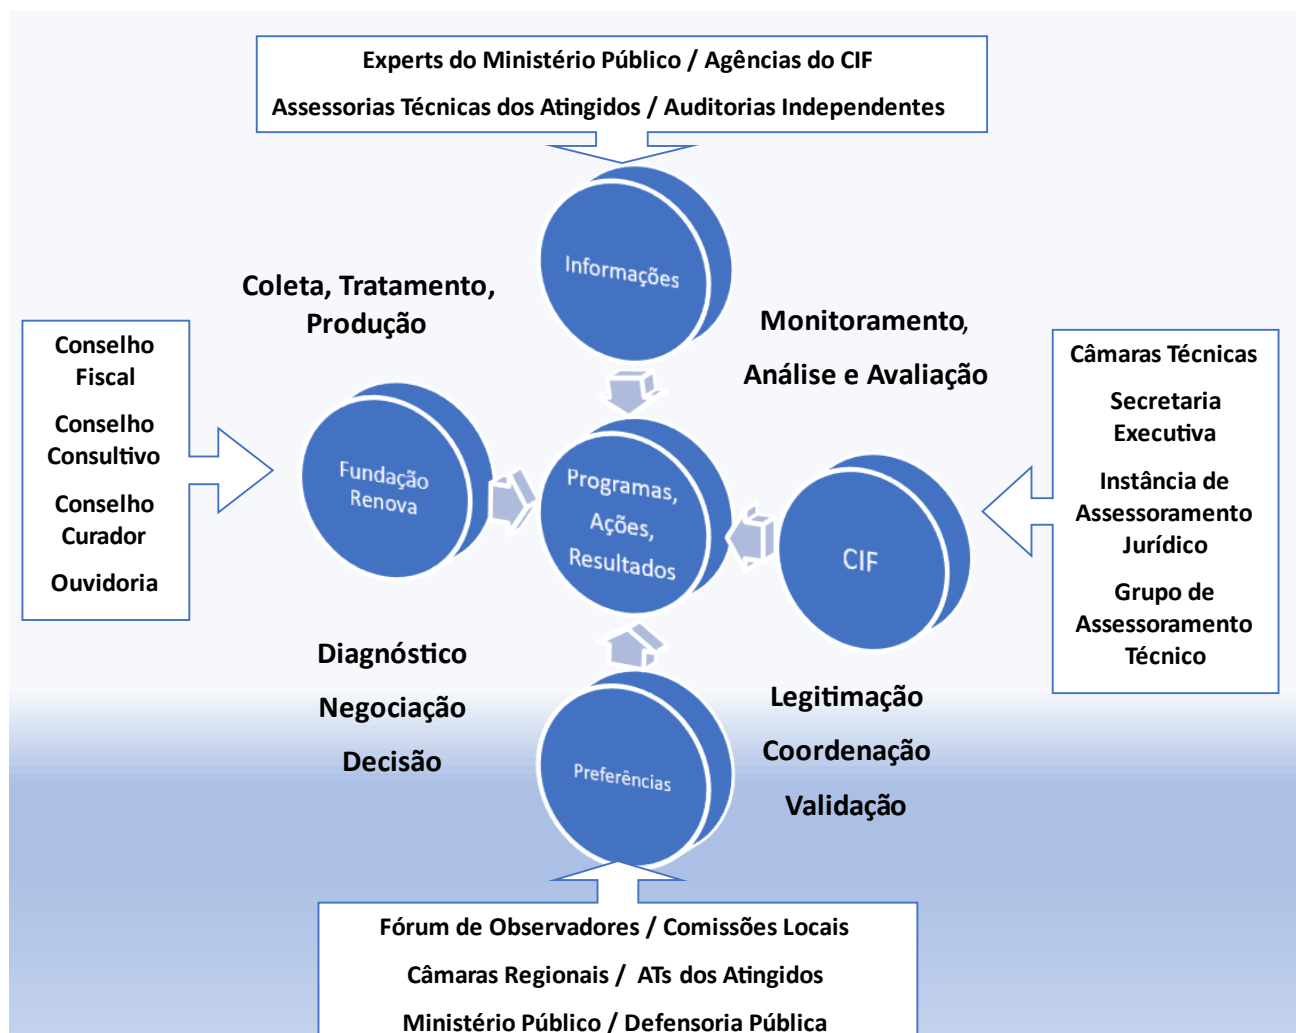 Experts do Ministério Público / Agências do CIF
Assessorias Técnicas dos Atingidos / Auditorias Independentes
Informações
Coleta, Tratamento,
Produção
Monitoramento,
Análise e Avaliação
Conselho
Fiscal
Conselho
Consultivo
Conselho
Curador
Ouvidoria
Fundação
Renova
Programas,
Ações,
Resultados
CIF
Câmaras Técnicas
Secretaria
Executiva
Instância de
Assessoramento
Jurídico
Grupo de
Assessoramento
Técnico
Diagnóstico
Negociação
Decisão
Preferências
Legitimação
Coordenação
Validação
Fórum de Observadores / Comissões Locais
Câmaras Regionais / ATs dos Atingidos
Ministério Público / Defensoria Pública